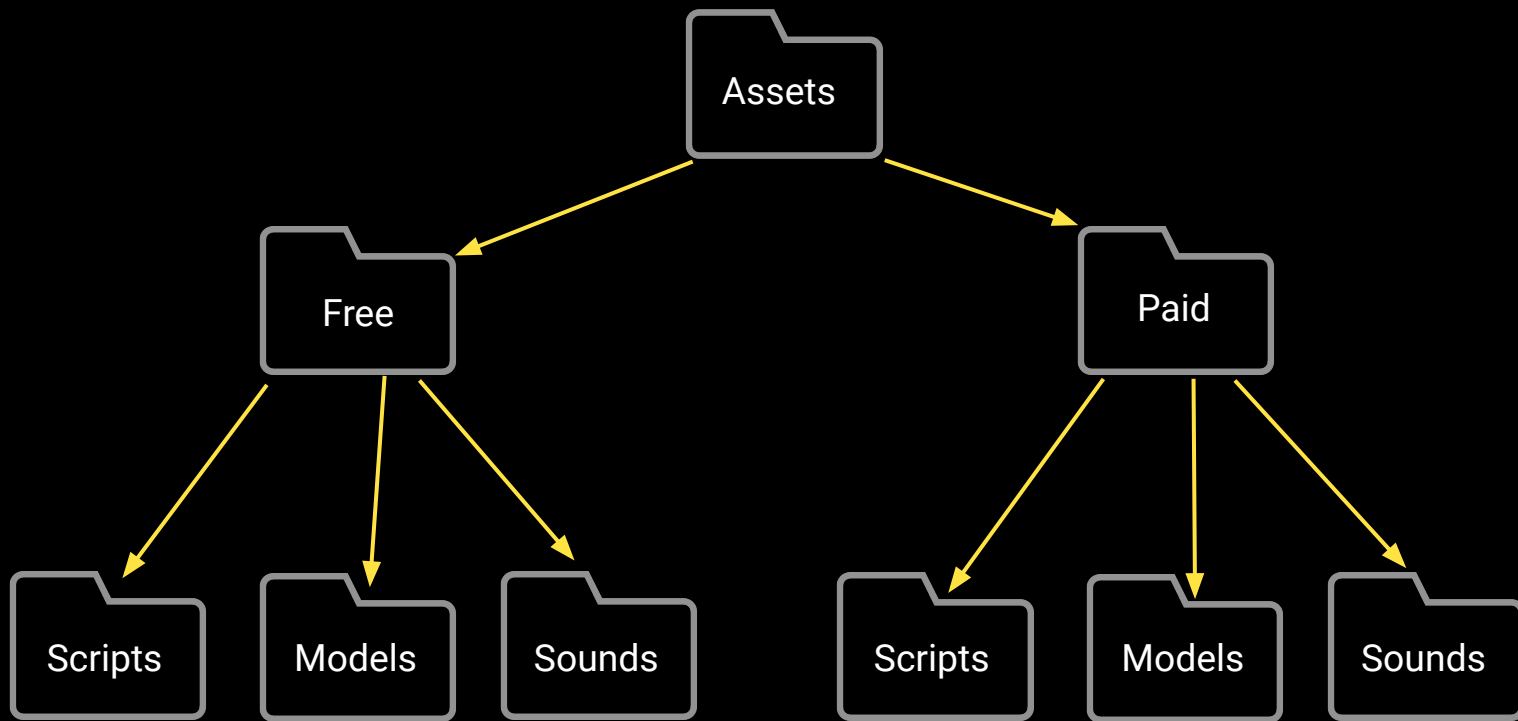 Assets
Free
Paid
Scripts
Models
Sounds
Scripts
Models
Sounds